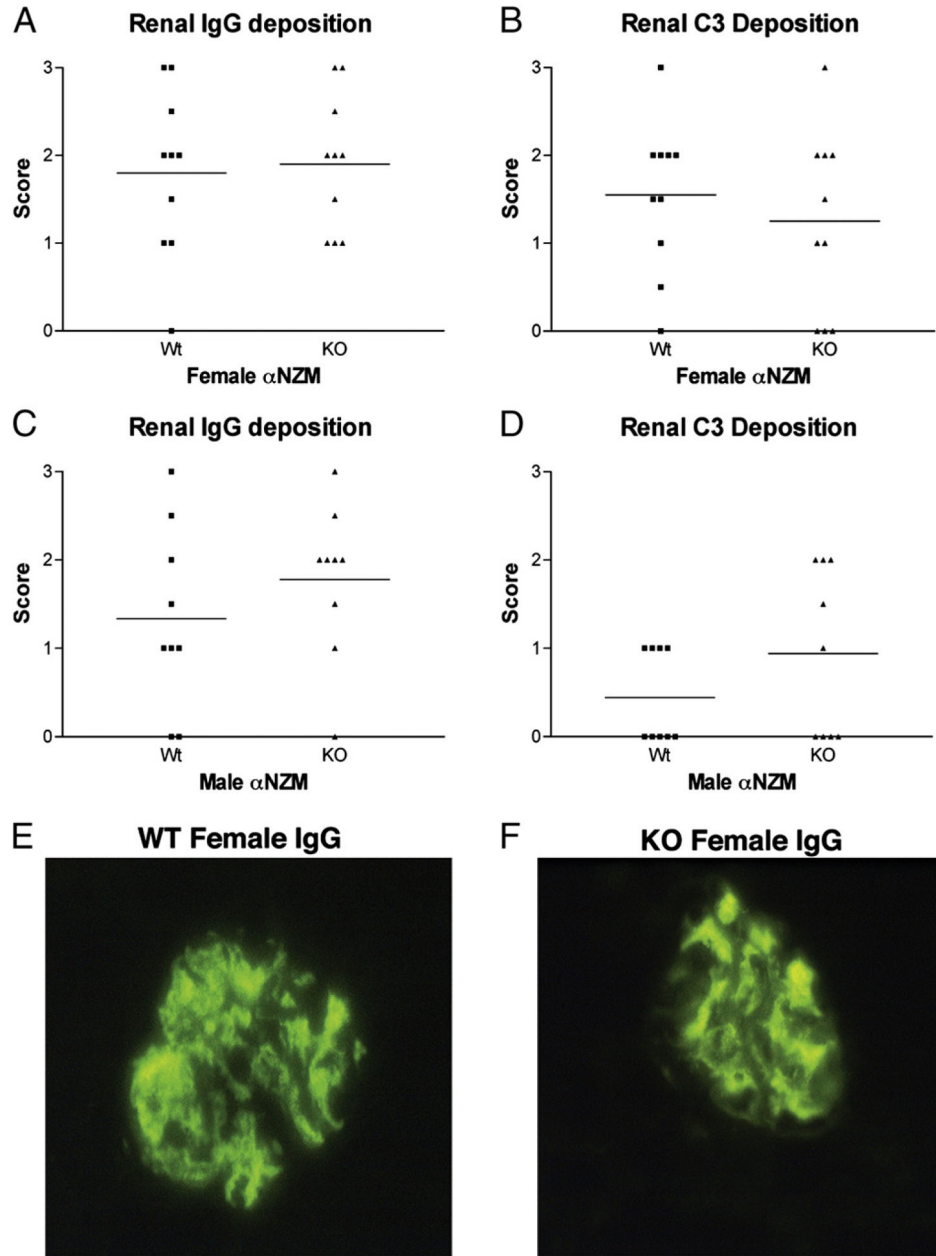 A Renal IgG deposition
3
2
1
0
Score
Wt KO
Female αNZM
B Renal C3 Deposition
3
2
1
0
Score
Wt KO
Female αNZM
C Renal IgG deposition
3
2
1
0
Score
Wt KO
Male αNZM
D Renal C3 Deposition
3
2
1
0
Score
Wt KO
Male αNZM
E WT Female IgG
F KO Female IgG